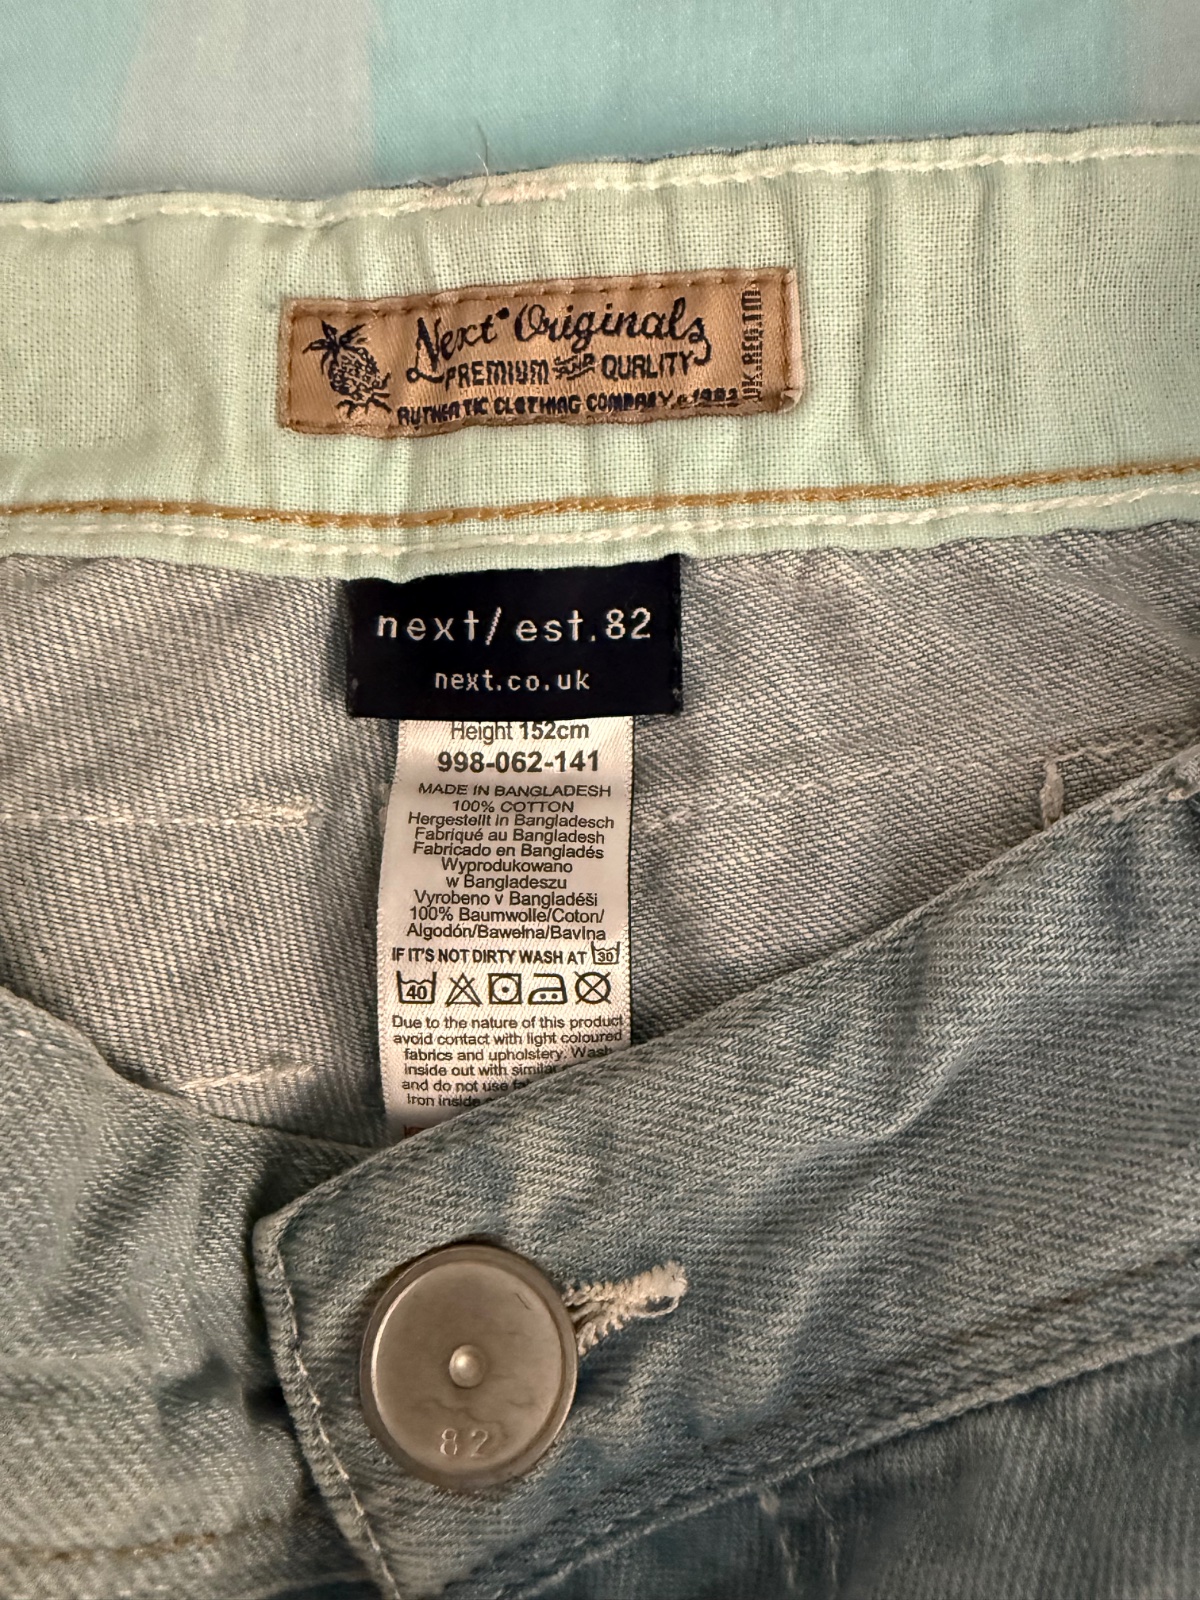 Next Originals
PREMIUM AND QUALITY
AUTHENTIC CLOTHING COMPANY. 1982
UK.REG.TM.
next/est.82
next.co.uk
Height 152cm
998-062-141
MADE IN BANGLADESH
100% COTTON
Hergestellt in Bangladesch
Fabriqué au Bangladesh
Fabricado en Bangladés
Wyprodukowano
w Bangladeszu
Vyrobeno v Bangladéši
100% Baumwolle/Coton/
Algodón/Bawełna/Bavlna
IF IT'S NOT DIRTY WASH AT 30
40
Due to the nature of this product
avoid contact with light coloured
fabrics and upholstery. Wash
inside out with similar
and do not use
Iron inside
82